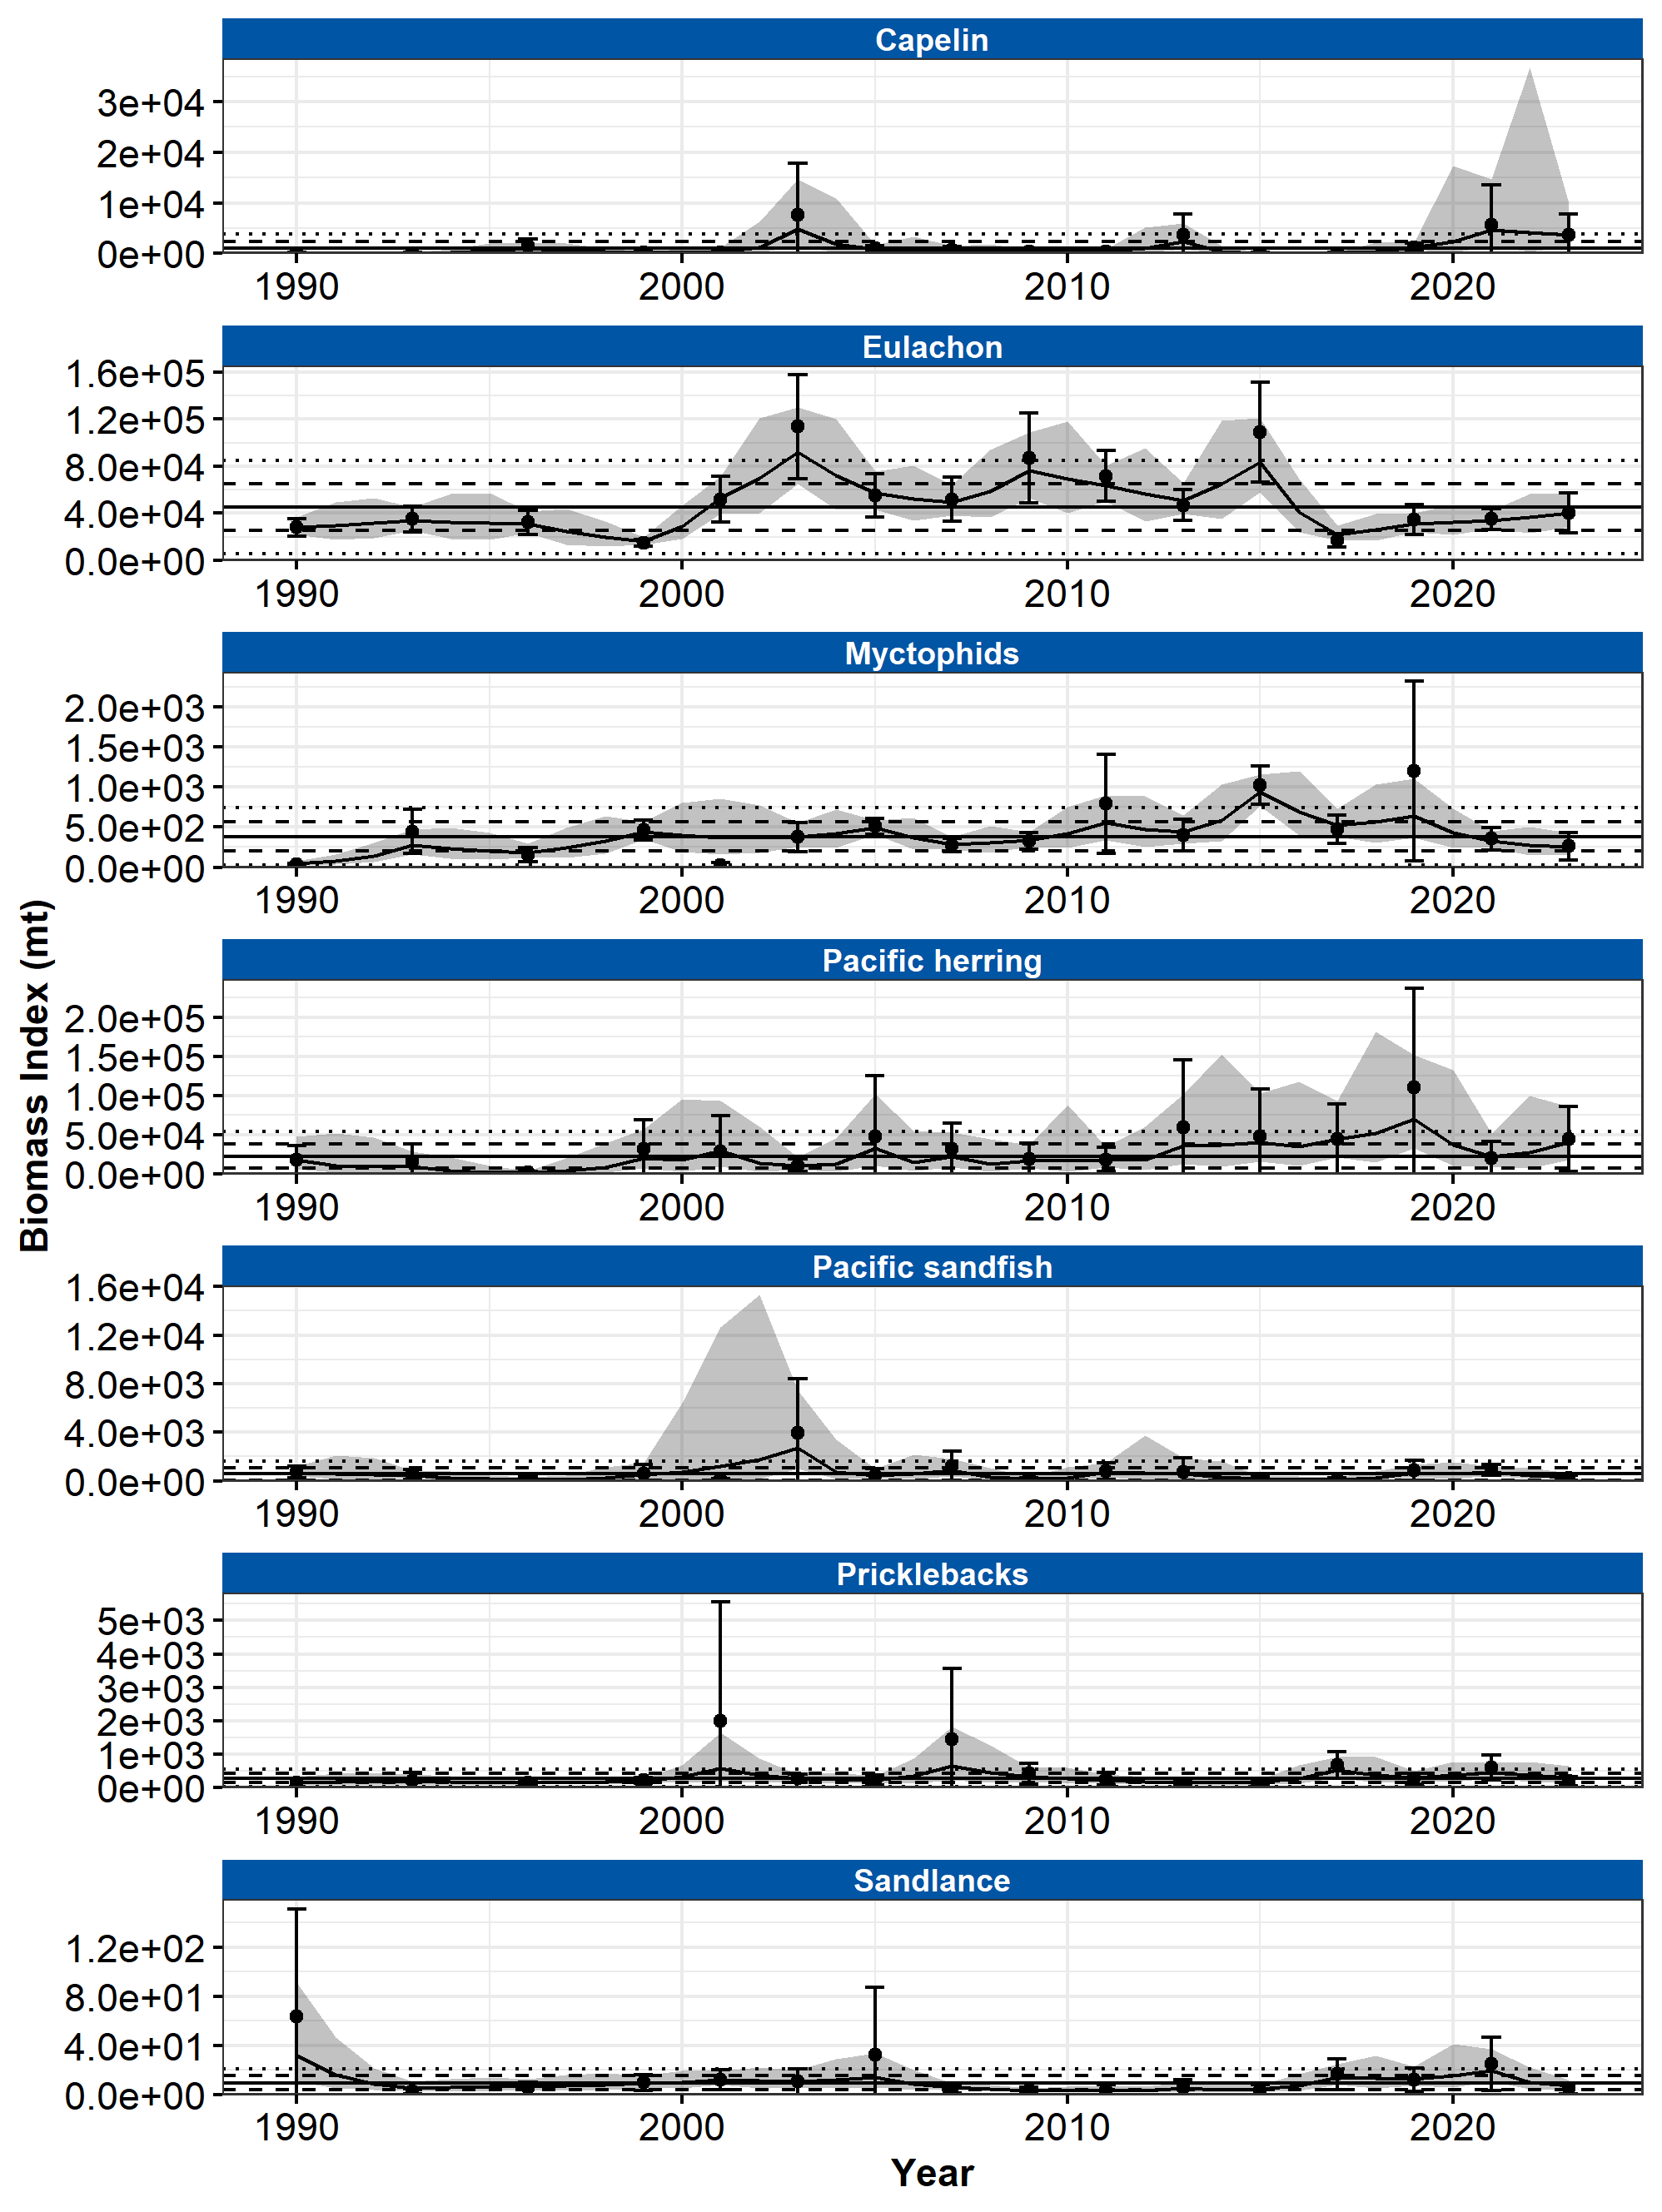 Capelin
3e+04
2e+04
1e+04
0e+00
1990 2000 2010 2020
Eulachon
1.6e+05
1.2e+05
8.0e+04
4.0e+04
0.0e+00
1990 2000 2010 2020
Myctophids
2.0e+03
1.5e+03
1.0e+03
5.0e+02
0.0e+00
1990 2000 2010 2020
Biomass Index (mt)
Pacific herring
2.0e+05
1.5e+05
1.0e+05
5.0e+04
0.0e+00
1990 2000 2010 2020
Pacific sandfish
1.6e+04
1.2e+04
8.0e+03
4.0e+03
0.0e+00
1990 2000 2010 2020
Pricklebacks
5e+03
4e+03
3e+03
2e+03
1e+03
0e+00
1990 2000 2010 2020
Sandlance
1.2e+02
8.0e+01
4.0e+01
0.0e+00
1990 2000 2010 2020
Year